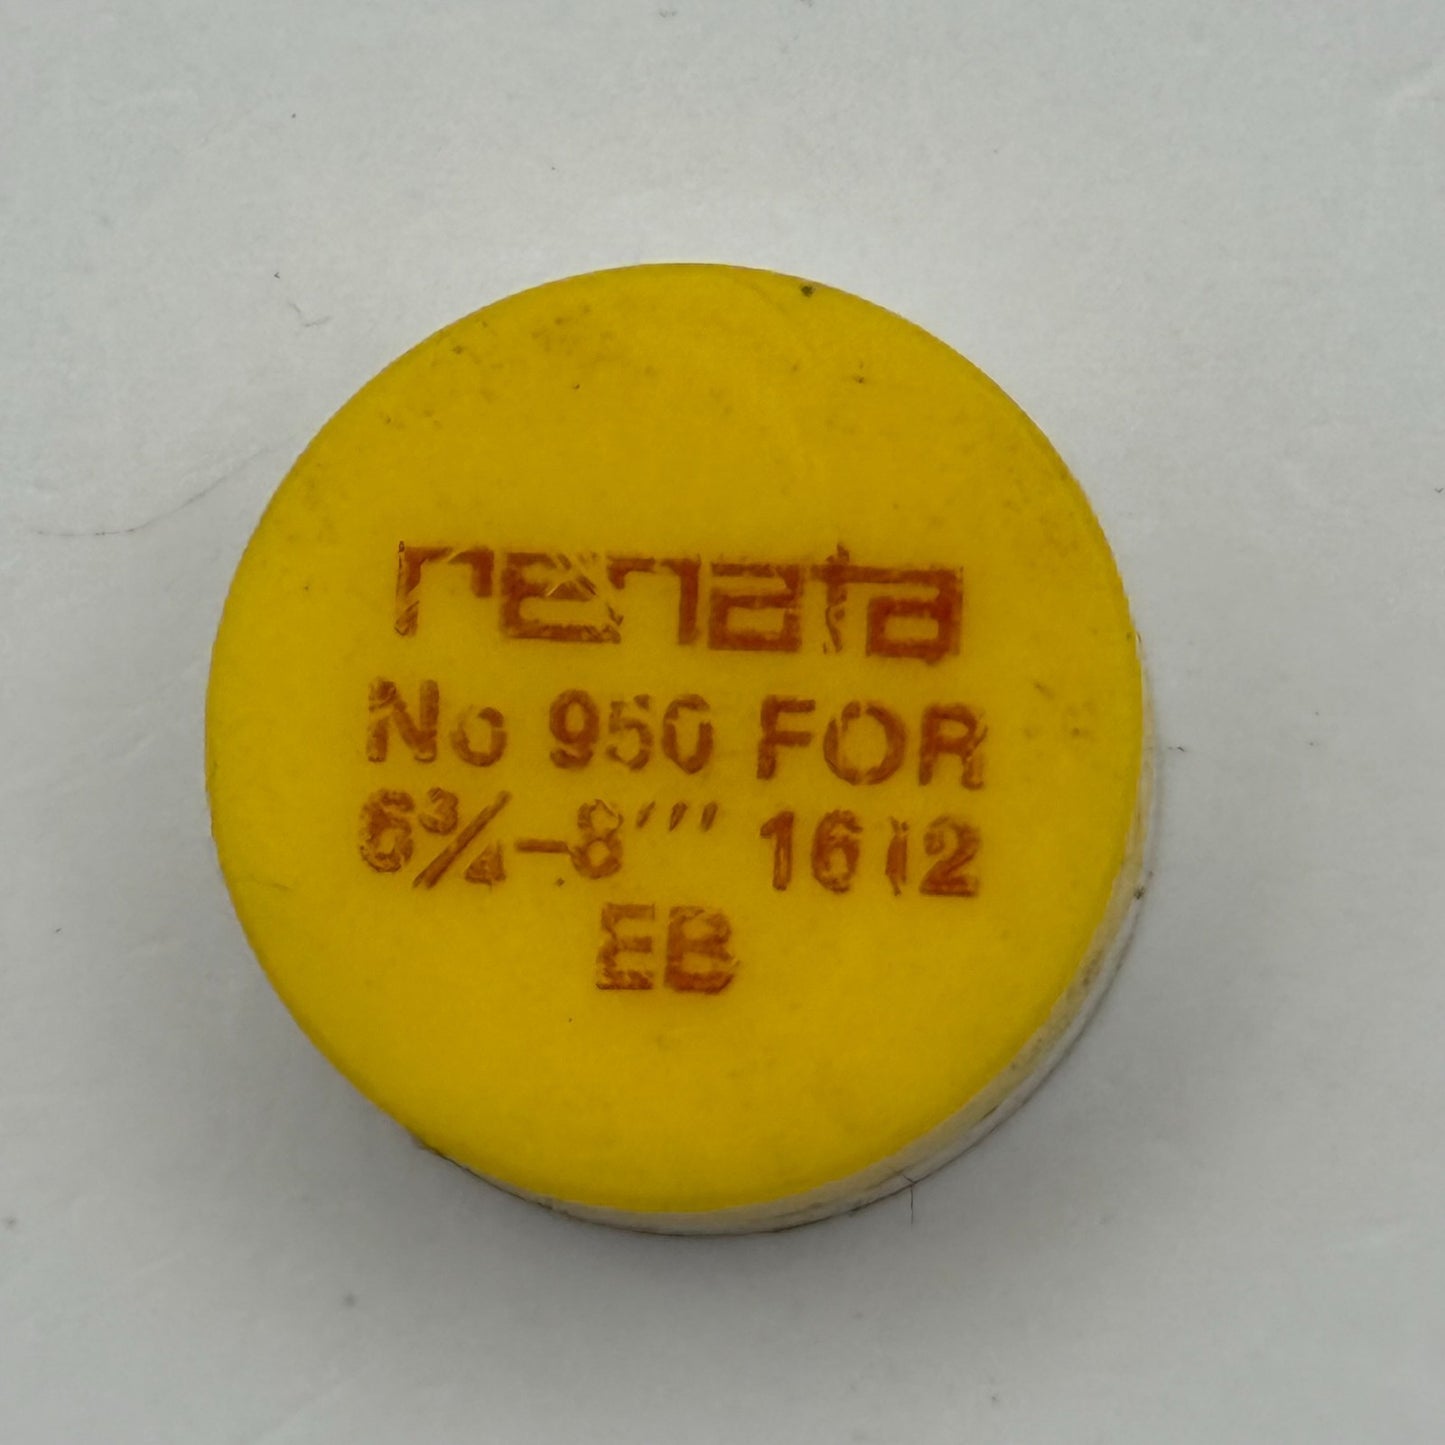 renata
No 950 FOR
6¾–8''' 1612
EB